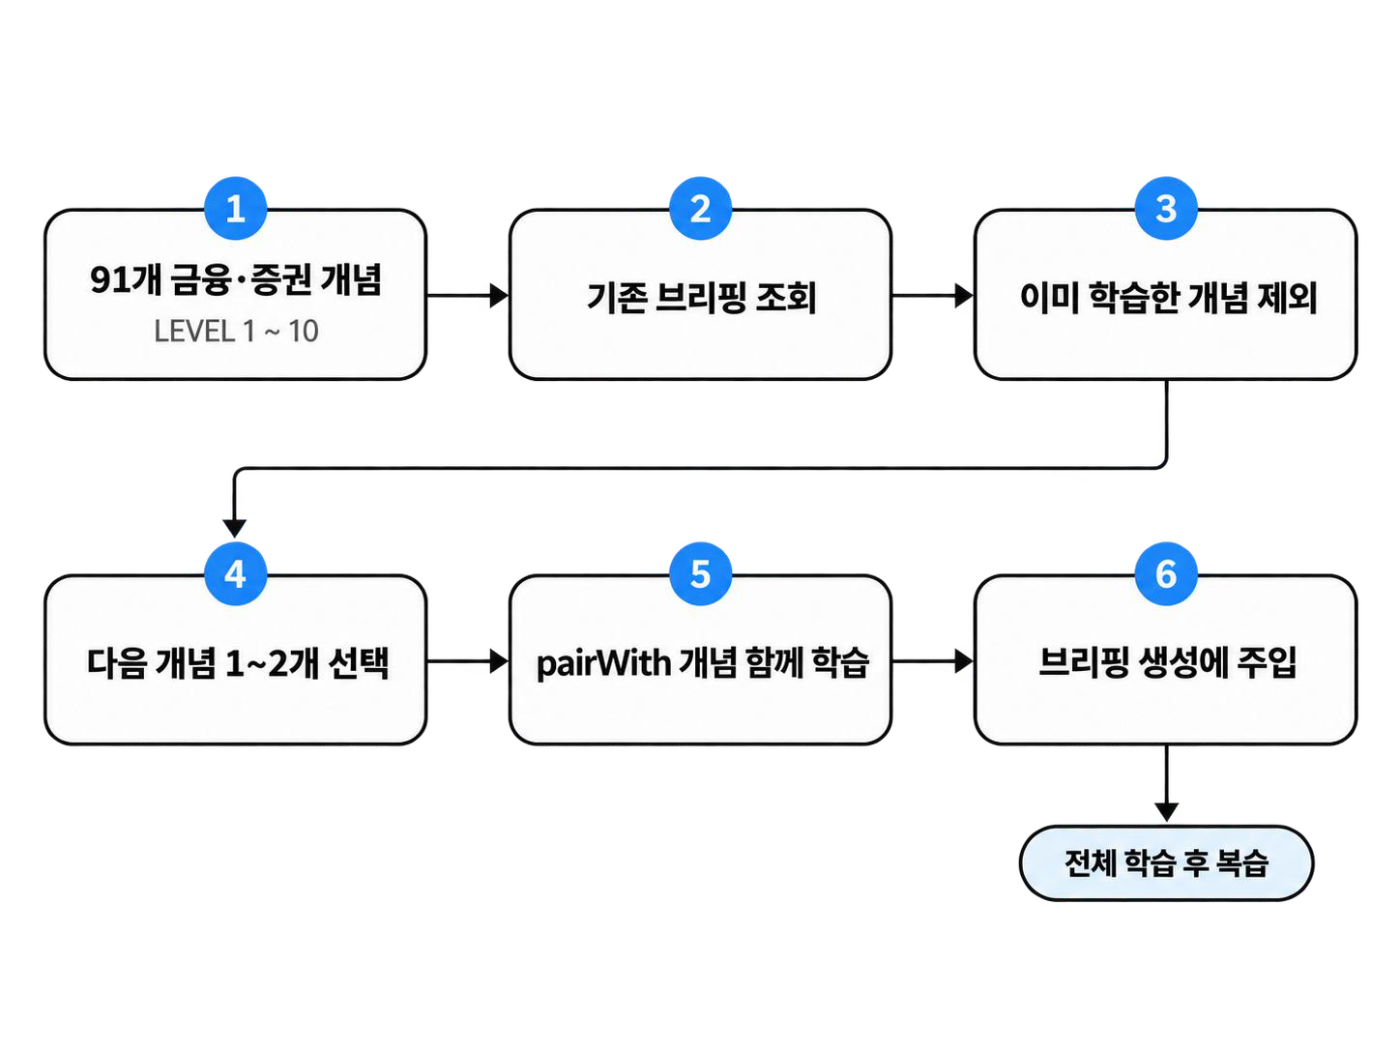 1
91개 금융·증권 개념
LEVEL 1 ~ 10
2
기존 브리핑 조회
3
이미 학습한 개념 제외
4
다음 개념 1~2개 선택
5
pairWith 개념 함께 학습
6
브리핑 생성에 주입
전체 학습 후 복습